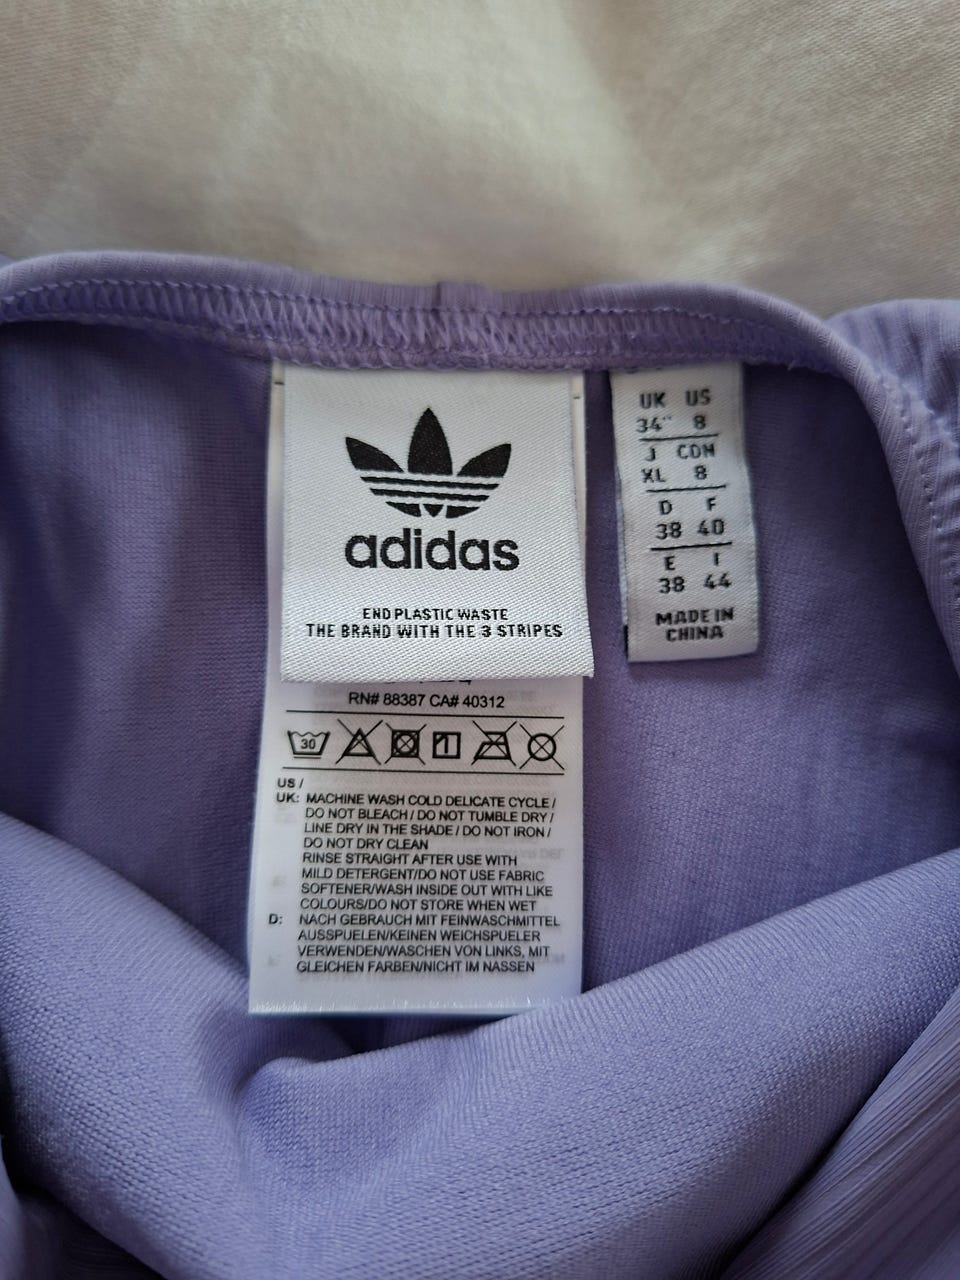 adidas
END PLASTIC WASTE
THE BRAND WITH THE 3 STRIPES
RN# 88387 CA# 40312
30
US /
UK: MACHINE WASH COLD DELICATE CYCLE /
DO NOT BLEACH / DO NOT TUMBLE DRY /
LINE DRY IN THE SHADE / DO NOT IRON /
DO NOT DRY CLEAN
RINSE STRAIGHT AFTER USE WITH
MILD DETERGENT/DO NOT USE FABRIC
SOFTENER/WASH INSIDE OUT WITH LIKE
COLOURS/DO NOT STORE WHEN WET
D: NACH GEBRAUCH MIT FEINWASCHMITTEL
AUSSPUELEN/KEINEN WEICHSPUELER
VERWENDEN/WASCHEN VON LINKS, MIT
GLEICHEN FARBEN/NICHT IM NASSEN
UK US
34" 8
J CDN
XL 8
D F
38 40
E I
38 44
MADE IN
CHINA